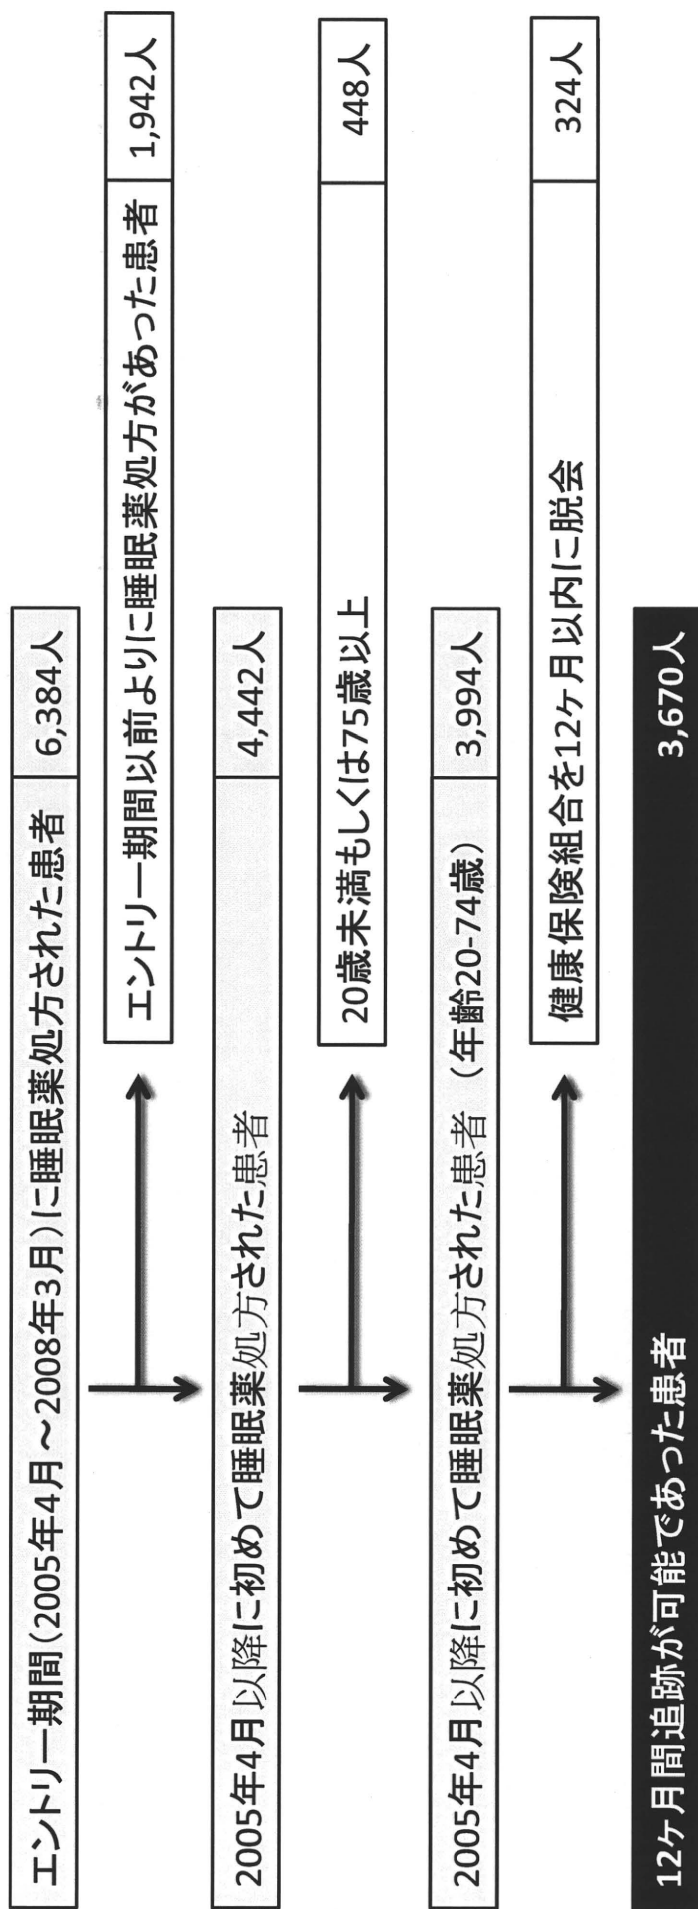 エントリー期間(2005年4月～2008年3月)に睡眠薬処方された患者 6,384人
エントリー期間以前よりに睡眠薬処方があった患者 1,942人
2005年4月以降に初めて睡眠薬処方された患者 4,442人
20歳未満もしくは75歳以上 448人
2005年4月以降に初めて睡眠薬処方された患者 (年齢20-74歳) 3,994人
健康保険組合を12ヶ月以内に脱会 324人
12ヶ月間追跡が可能であった患者 3,670人